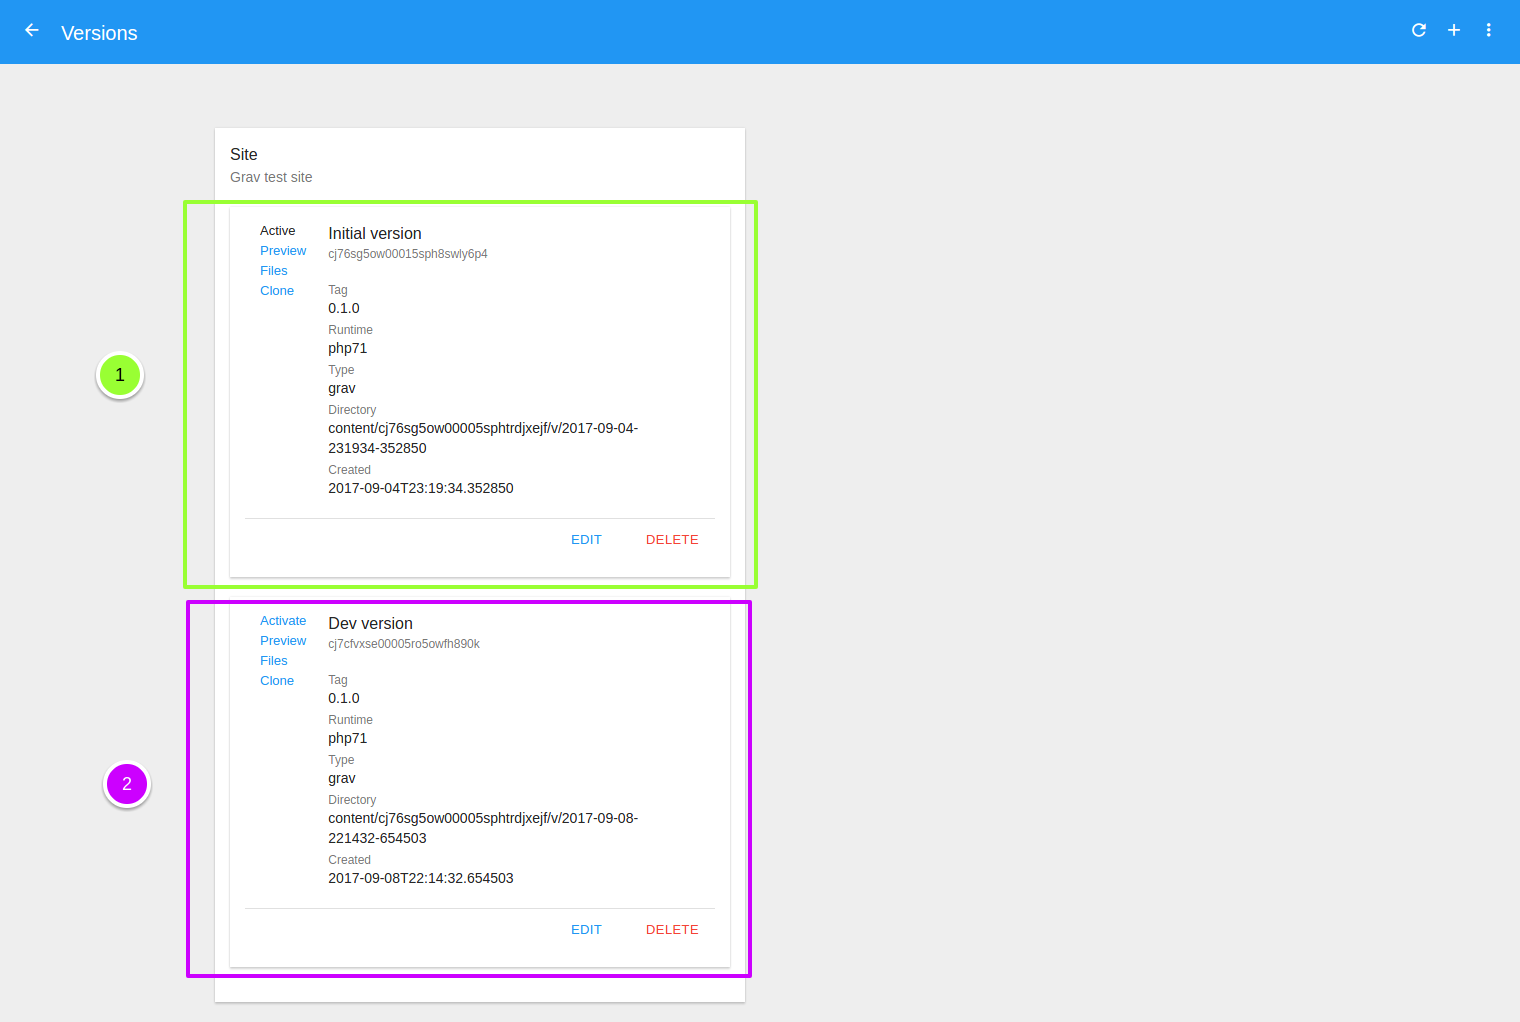 Versions
Site
Grav test site
1
Active
Preview
Files
Clone
Initial version
cj76sg5ow00015sph8swly6p4
Tag
0.1.0
Runtime
php71
Type
grav
Directory
content/cj76sg5ow00005sphtrdjxejf/v/2017-09-04-
231934-352850
Created
2017-09-04T23:19:34.352850
EDIT DELETE
2
Activate
Preview
Files
Clone
Dev version
cj7cfvxse00005ro5owfh890k
Tag
0.1.0
Runtime
php71
Type
grav
Directory
content/cj76sg5ow00005sphtrdjxejf/v/2017-09-08-
221432-654503
Created
2017-09-08T22:14:32.654503
EDIT DELETE